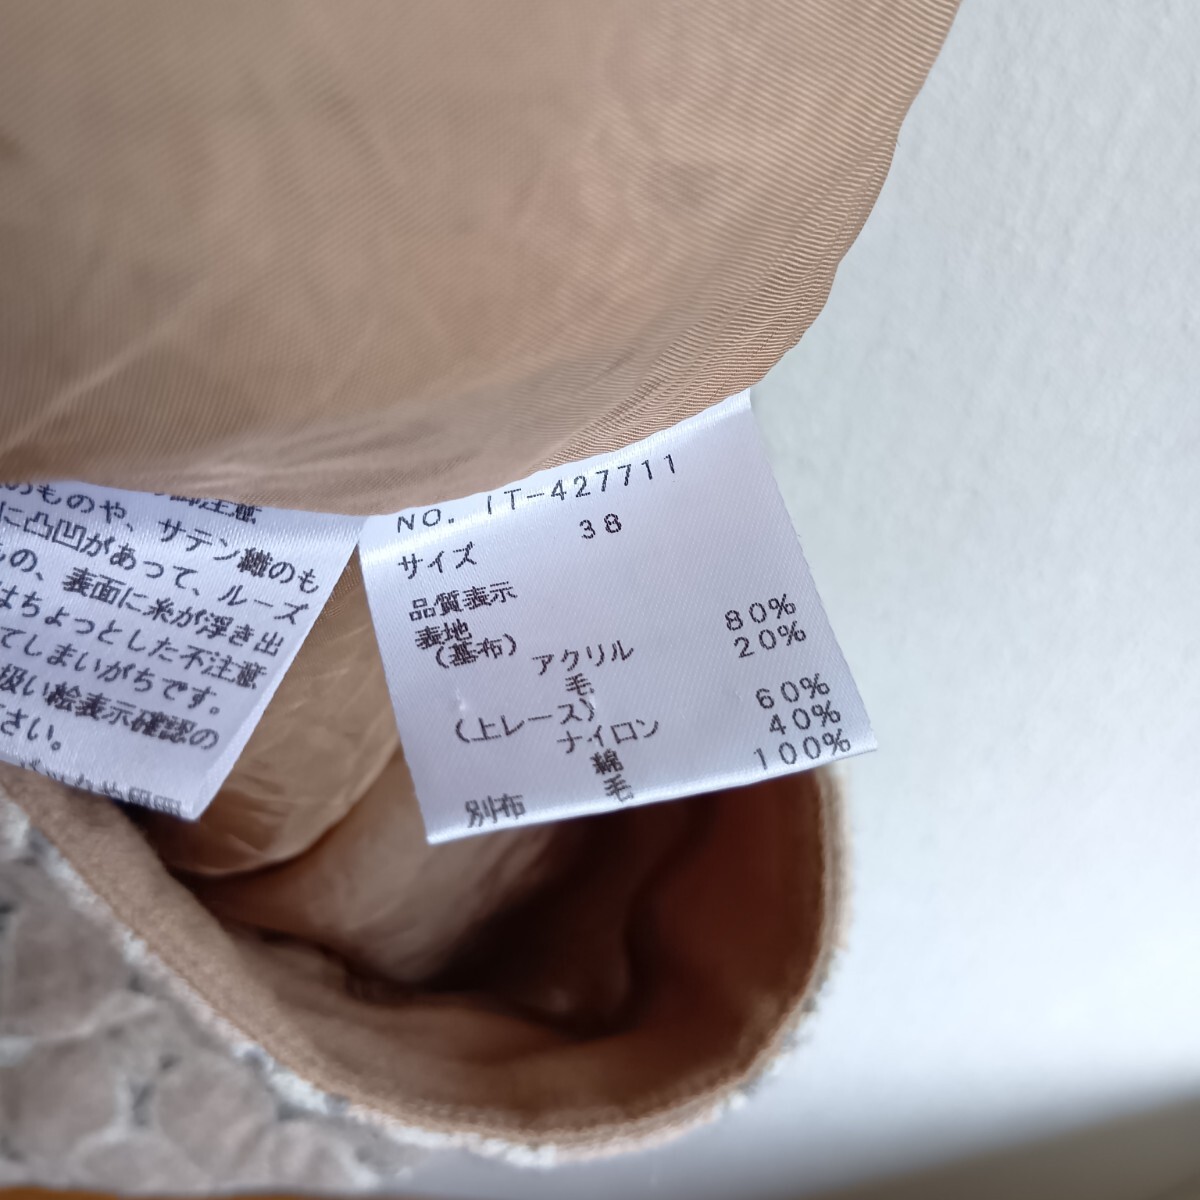 のものや、サテン織のも
に凸凹があって、ルーズ
の、表面に糸が浮き出
はちょっとした不注意
てしまいがちです。
扱い絵表示確認の
さい。
NO. IT-427711
サイズ 38
品質表示
表地
(基布)
アクリル 80%
毛 20%
(上レース)
ナイロン 60%
綿 40%
別布 毛 100%